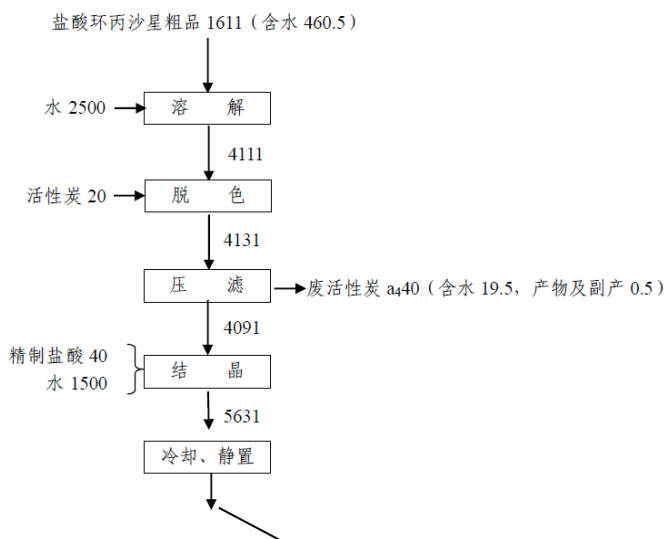 盐酸环丙沙星粗品 1611（含水 460.5）
水 2500
溶 解
4111
活性炭 20
脱 色
4131
压 滤
废活性炭 a₄40（含水 19.5，产物及副产 0.5）
4091
精制盐酸 40
水 1500
结 晶
5631
冷却、静置